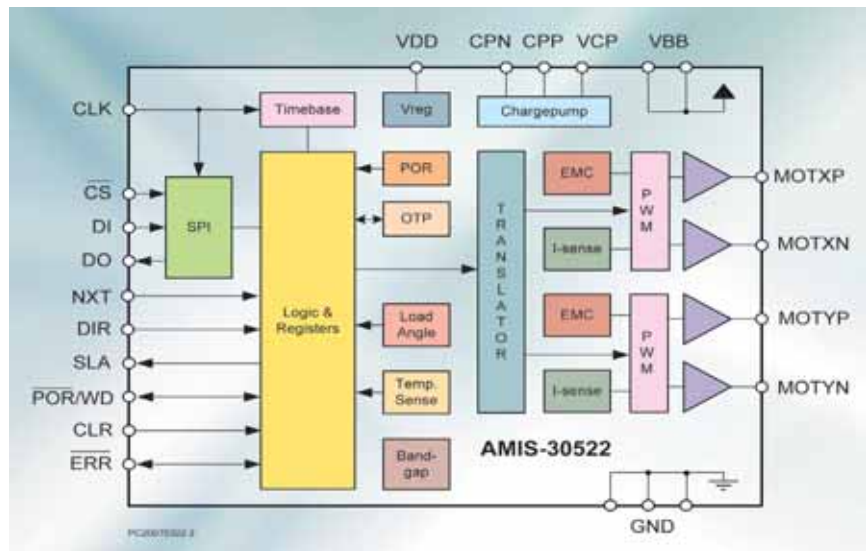 VDD
CPN
CPP
VCP
VBB
CLK
Timebase
Vreg
Chargepump
CS
DI
DO
SPI
NXT
DIR
SLA
POR/WD
CLR
ERR
Logic &
Registers
POR
OTP
Load
Angle
Temp.
Sense
Band-
gap
TRANSLATOR
EMC
I-sense
PWM
EMC
I-sense
PWM
MOTXP
MOTXN
MOTYP
MOTYN
AMIS-30522
GND